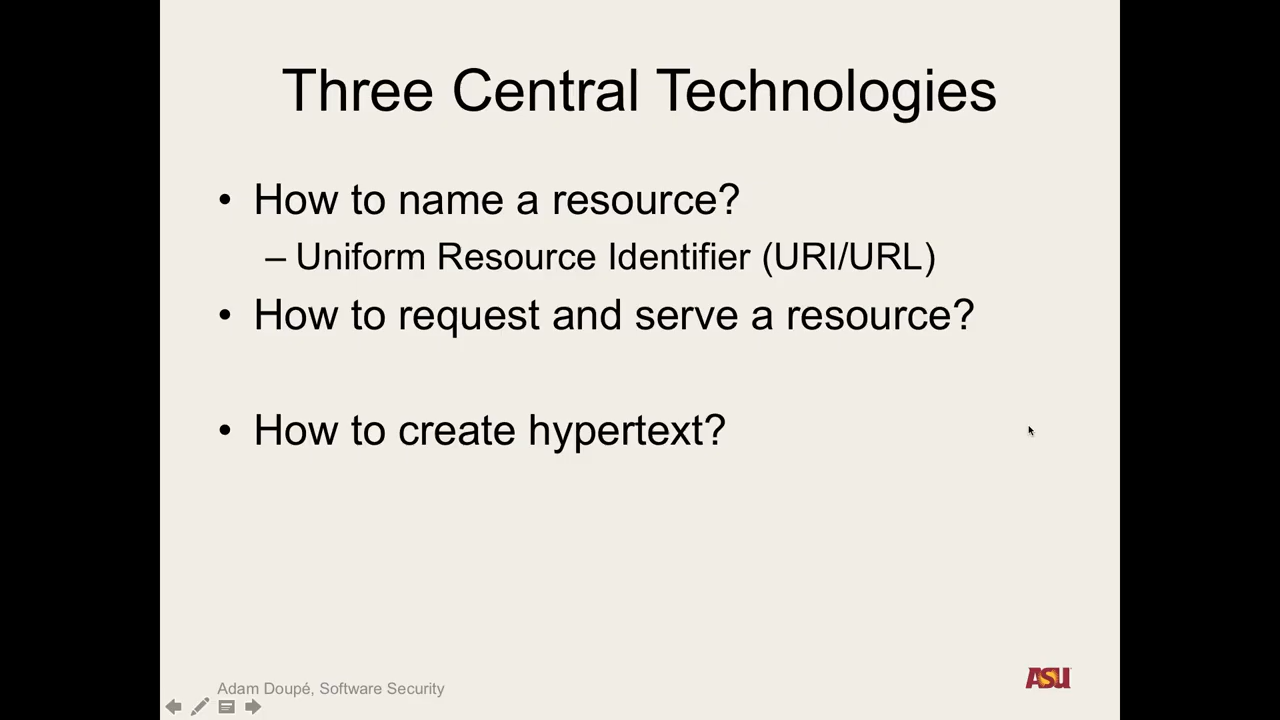 Three Central Technologies
• How to name a resource?
– Uniform Resource Identifier (URI/URL)
• How to request and serve a resource?
• How to create hypertext?
Adam Doupé, Software Security
ASU